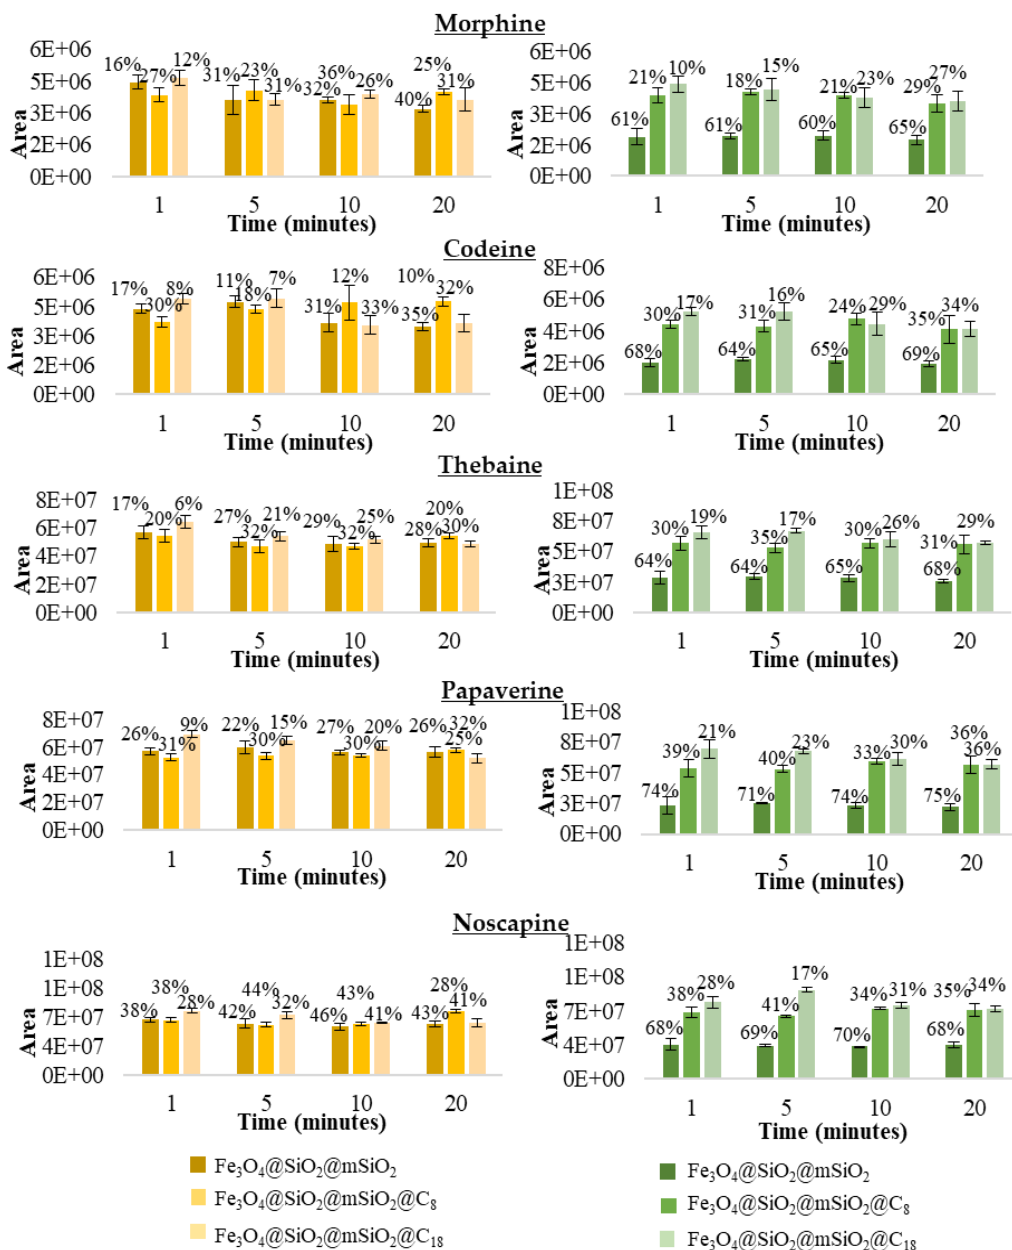 Morphine
6E+06
5E+06
3E+06
2E+06
0E+00
Area
16% 27% 12% 31% 23% 31% 32% 36% 26% 40% 25% 31%
1 5 10 20
Time (minutes)
6E+06
5E+06
3E+06
2E+06
0E+00
Area
61% 21% 10% 61% 18% 15% 60% 21% 23% 65% 29% 27%
1 5 10 20
Time (minutes)
Codeine
6E+06
5E+06
3E+06
2E+06
0E+00
Area
17% 30% 8% 11% 18% 7% 31% 12% 33% 35% 10% 32%
1 5 10 20
Time (minutes)
8E+06
6E+06
4E+06
2E+06
0E+00
Area
68% 30% 17% 64% 31% 16% 65% 24% 29% 69% 35% 34%
1 5 10 20
Time (minutes)
Thebaine
8E+07
6E+07
4E+07
2E+07
0E+00
Area
17% 20% 6% 27% 32% 21% 29% 32% 25% 28% 20% 30%
1 5 10 20
Time (minutes)
1E+08
8E+07
5E+07
3E+07
0E+00
Area
64% 30% 19% 64% 35% 17% 65% 30% 26% 68% 31% 29%
1 5 10 20
Time (minutes)
Papaverine
8E+07
6E+07
4E+07
2E+07
0E+00
Area
26% 31% 9% 22% 30% 15% 27% 30% 20% 26% 25% 32%
1 5 10 20
Time (minutes)
1E+08
8E+07
5E+07
3E+07
0E+00
Area
74% 39% 21% 71% 40% 23% 74% 33% 30% 75% 36% 36%
1 5 10 20
Time (minutes)
Noscapine
1E+08
1E+08
7E+07
4E+07
0E+00
Area
38% 38% 28% 42% 44% 32% 46% 43% 41% 43% 28% 41%
1 5 10 20
Time (minutes)
1E+08
1E+08
7E+07
4E+07
0E+00
Area
68% 38% 28% 69% 41% 17% 70% 34% 31% 68% 35% 34%
1 5 10 20
Time (minutes)
Fe₃O₄@SiO₂@mSiO₂
Fe₃O₄@SiO₂@mSiO₂@C₈
Fe₃O₄@SiO₂@mSiO₂@C₁₈
Fe₃O₄@SiO₂@mSiO₂
Fe₃O₄@SiO₂@mSiO₂@C₈
Fe₃O₄@SiO₂@mSiO₂@C₁₈